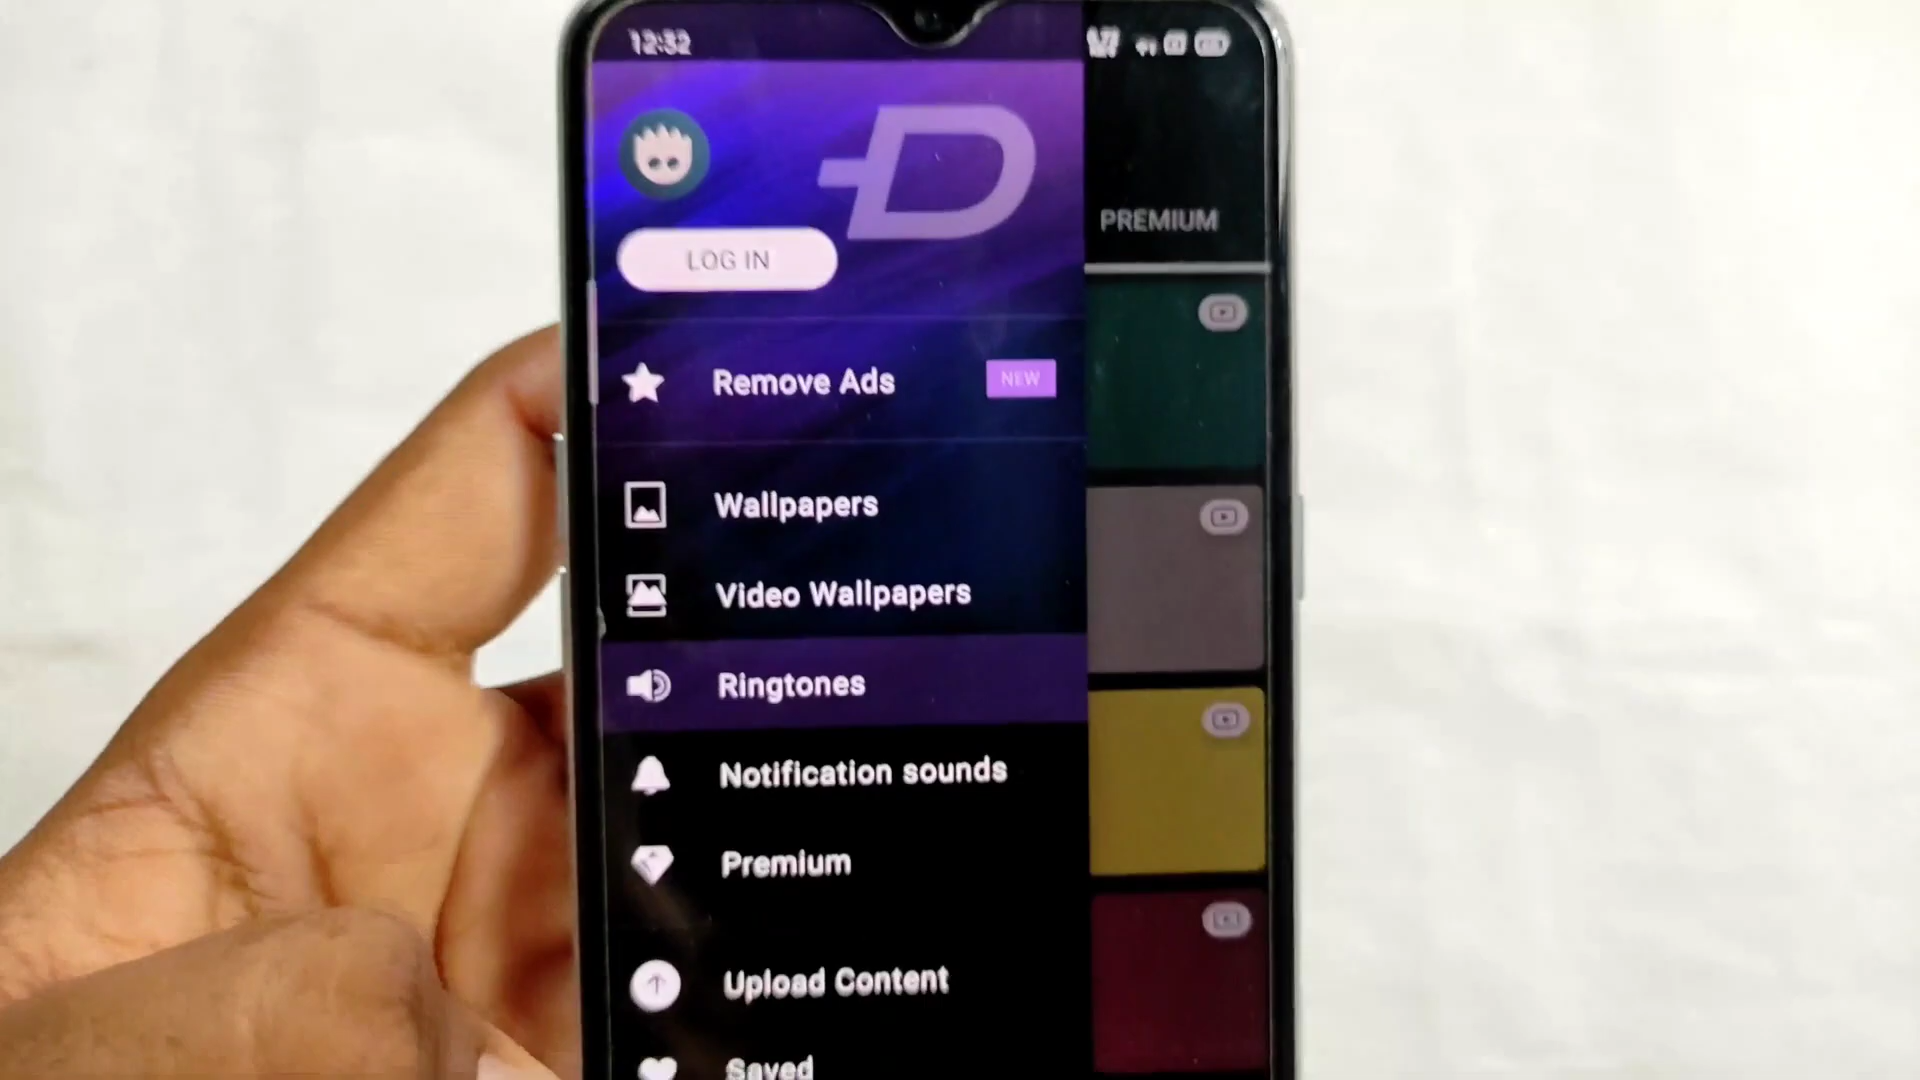 12:32
LOG IN
PREMIUM
Remove Ads NEW
Wallpapers
Video Wallpapers
Ringtones
Notification sounds
Premium
Upload Content
Saved